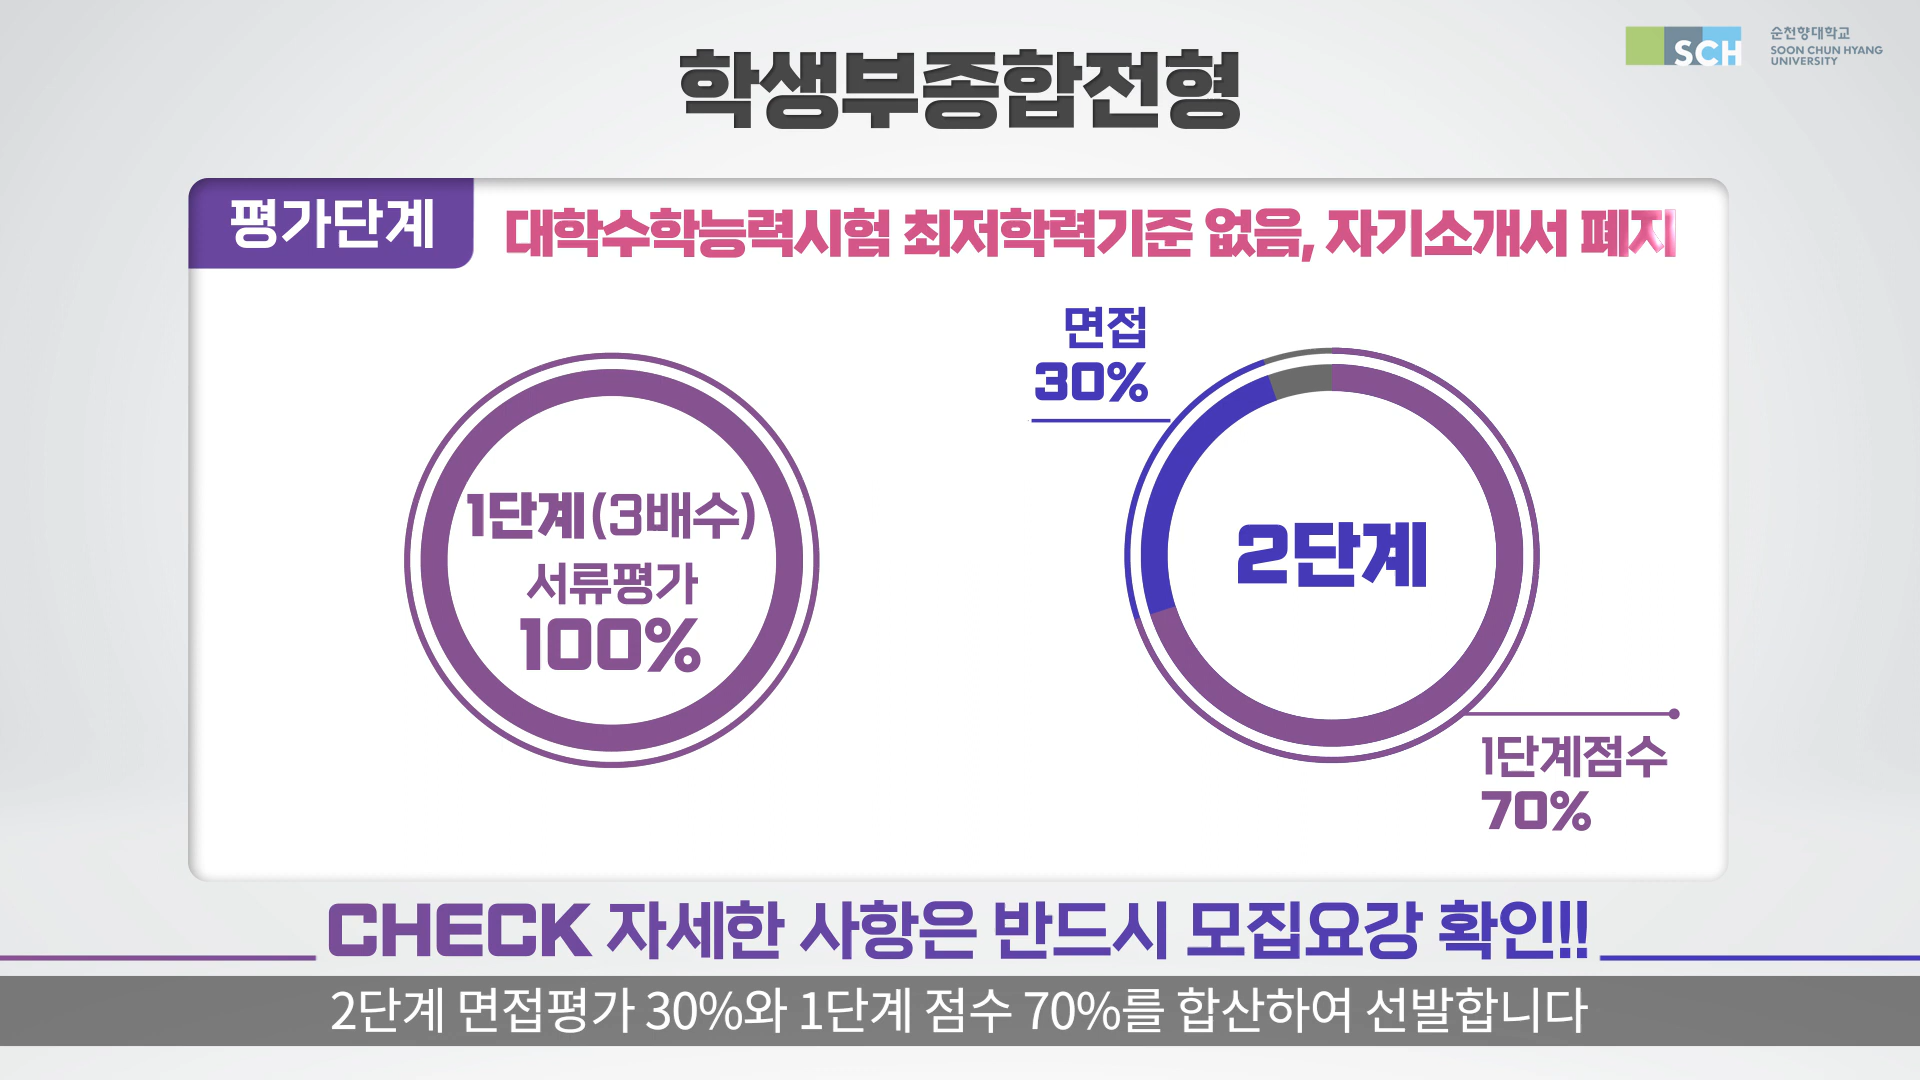 학생부종합전형
SCH
순천향대학교
SOON CHUN HYANG
UNIVERSITY
평가단계
대학수학능력시험 최저학력기준 없음, 자기소개서 폐지
1단계(3배수)
서류평가
100%
면접
30%
2단계
1단계점수
70%
CHECK 자세한 사항은 반드시 모집요강 확인!!
2단계 면접평가 30%와 1단계 점수 70%를 합산하여 선발합니다